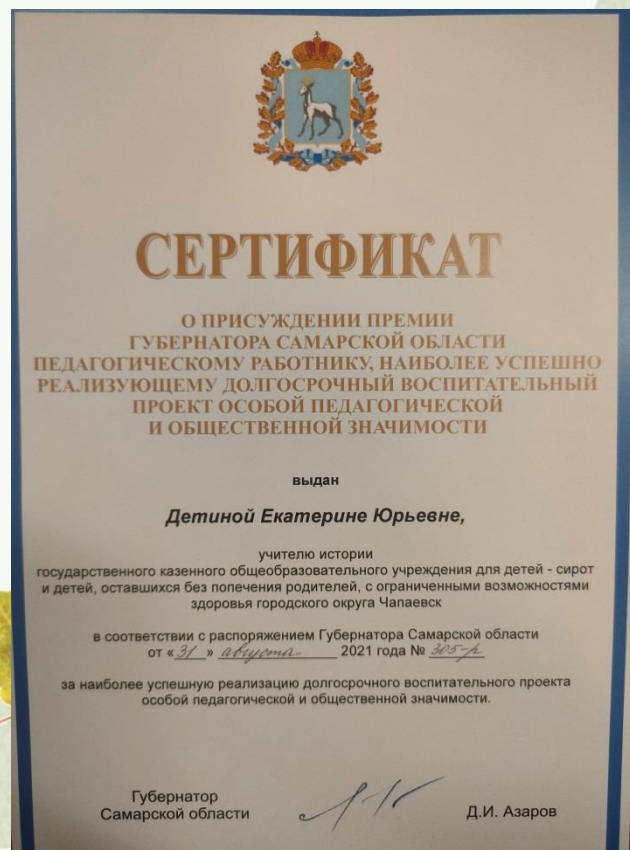 СЕРТИФИКАТ
О ПРИСУЖДЕНИИ ПРЕМИИ
ГУБЕРНАТОРА САМАРСКОЙ ОБЛАСТИ
ПЕДАГОГИЧЕСКОМУ РАБОТНИКУ, НАИБОЛЕЕ УСПЕШНО
РЕАЛИЗУЮЩЕМУ ДОЛГОСРОЧНЫЙ ВОСПИТАТЕЛЬНЫЙ
ПРОЕКТ ОСОБОЙ ПЕДАГОГИЧЕСКОЙ
И ОБЩЕСТВЕННОЙ ЗНАЧИМОСТИ
выдан
Детиной Екатерине Юрьевне,
учителю истории
государственного казенного общеобразовательного учреждения для детей - сирот
и детей, оставшихся без попечения родителей, с ограниченными возможностями
здоровья городского округа Чапаевск
в соответствии с распоряжением Губернатора Самарской области
от «31» августа 2021 года № 305-р
за наиболее успешную реализацию долгосрочного воспитательного проекта
особой педагогической и общественной значимости.
Губернатор
Самарской области
Д.И. Азаров